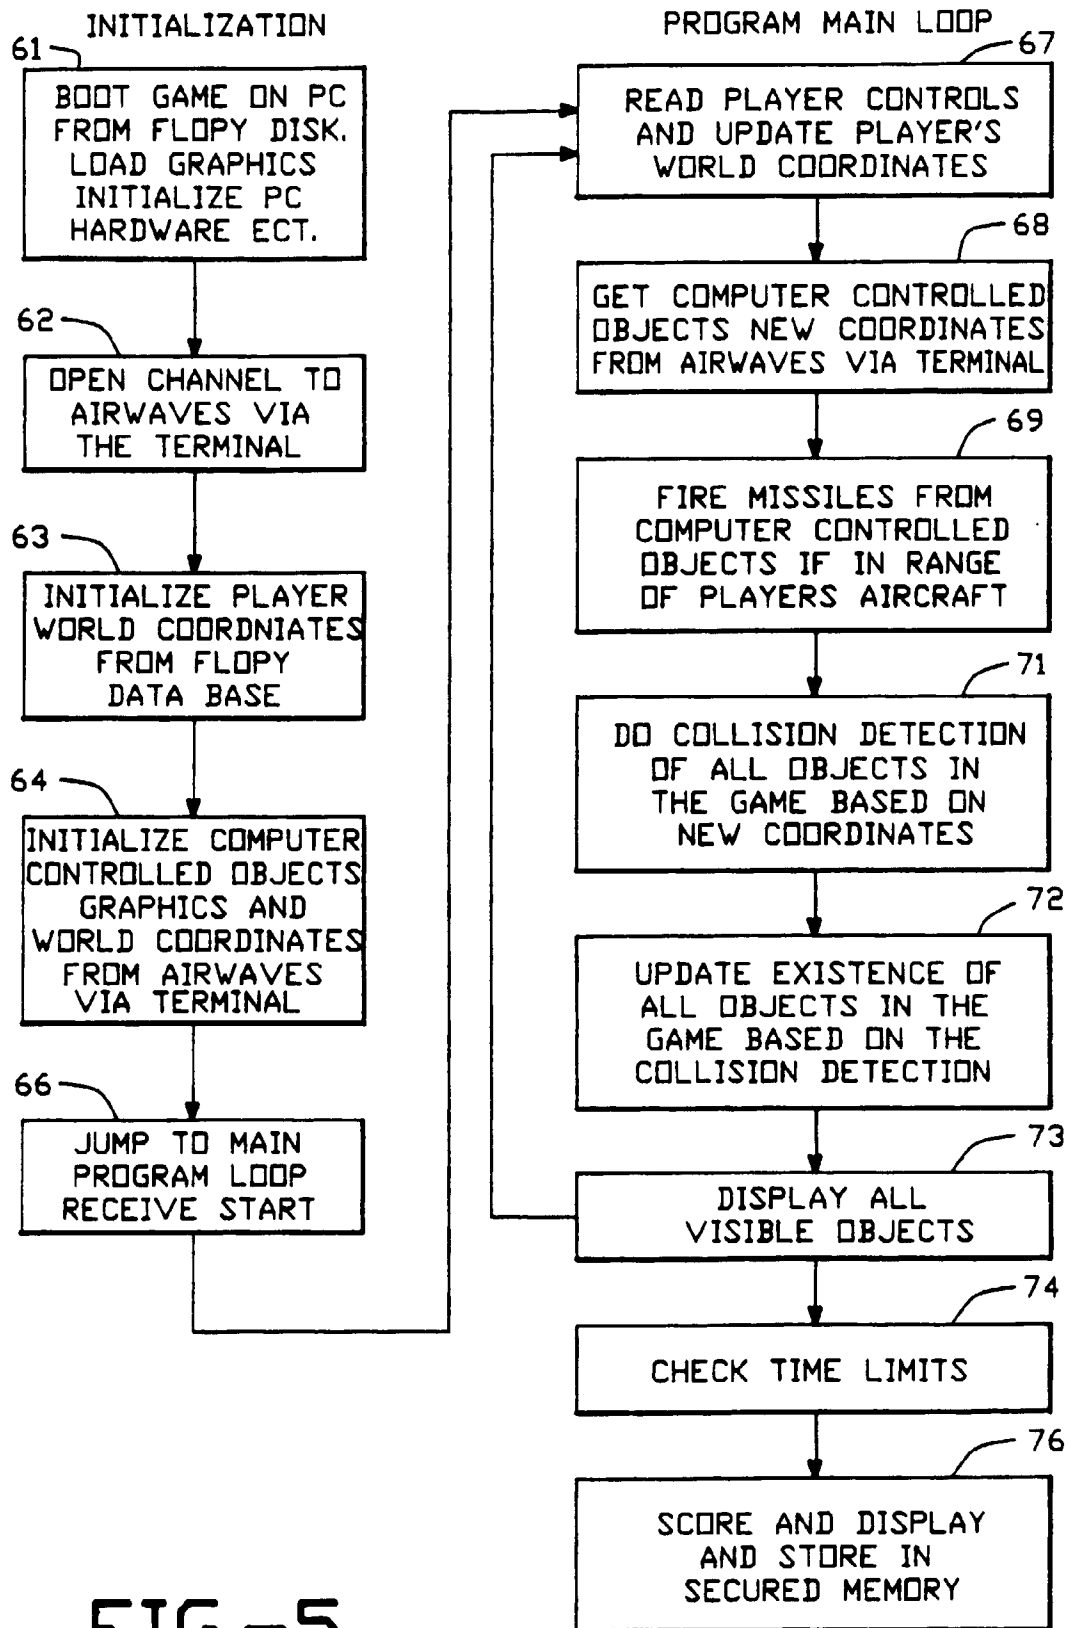 INITIALIZATION
61
BOOT GAME ON PC
FROM FLOPY DISK.
LOAD GRAPHICS
INITIALIZE PC
HARDWARE ECT.
62
OPEN CHANNEL TO
AIRWAVES VIA
THE TERMINAL
63
INITIALIZE PLAYER
WORLD COORDNIATES
FROM FLOPY
DATA BASE
64
INITIALIZE COMPUTER
CONTROLLED OBJECTS
GRAPHICS AND
WORLD COORDINATES
FROM AIRWAVES
VIA TERMINAL
66
JUMP TO MAIN
PROGRAM LOOP
RECEIVE START
PROGRAM MAIN LOOP
67
READ PLAYER CONTROLS
AND UPDATE PLAYER'S
WORLD COORDINATES
68
GET COMPUTER CONTROLLED
OBJECTS NEW COORDINATES
FROM AIRWAVES VIA TERMINAL
69
FIRE MISSILES FROM
COMPUTER CONTROLLED
OBJECTS IF IN RANGE
OF PLAYERS AIRCRAFT
71
DO COLLISION DETECTION
OF ALL OBJECTS IN
THE GAME BASED ON
NEW COORDINATES
72
UPDATE EXISTENCE OF
ALL OBJECTS IN THE
GAME BASED ON THE
COLLISION DETECTION
73
DISPLAY ALL
VISIBLE OBJECTS
74
CHECK TIME LIMITS
76
SCORE AND DISPLAY
AND STORE IN
SECURED MEMORY
FIG.-5